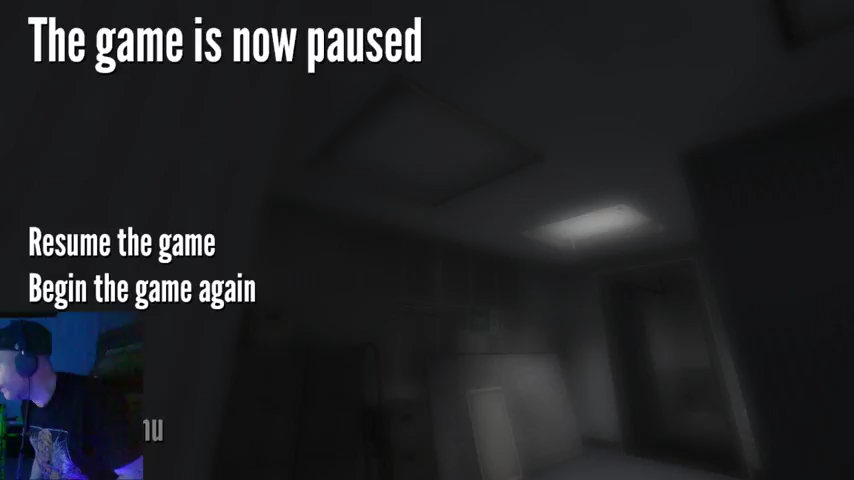 The game is now paused
Resume the game
Begin the game again